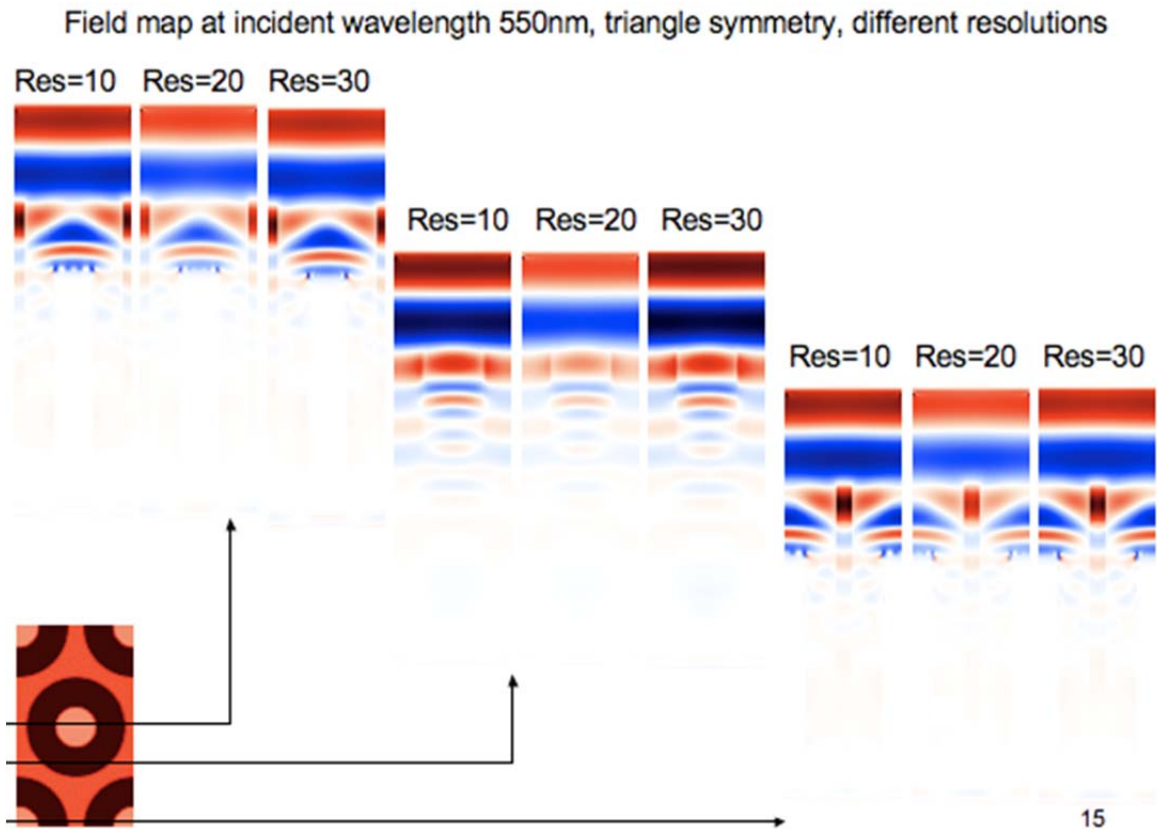 Field map at incident wavelength 550nm, triangle symmetry, different resolutions
Res=10 Res=20 Res=30
Res=10 Res=20 Res=30
Res=10 Res=20 Res=30
15